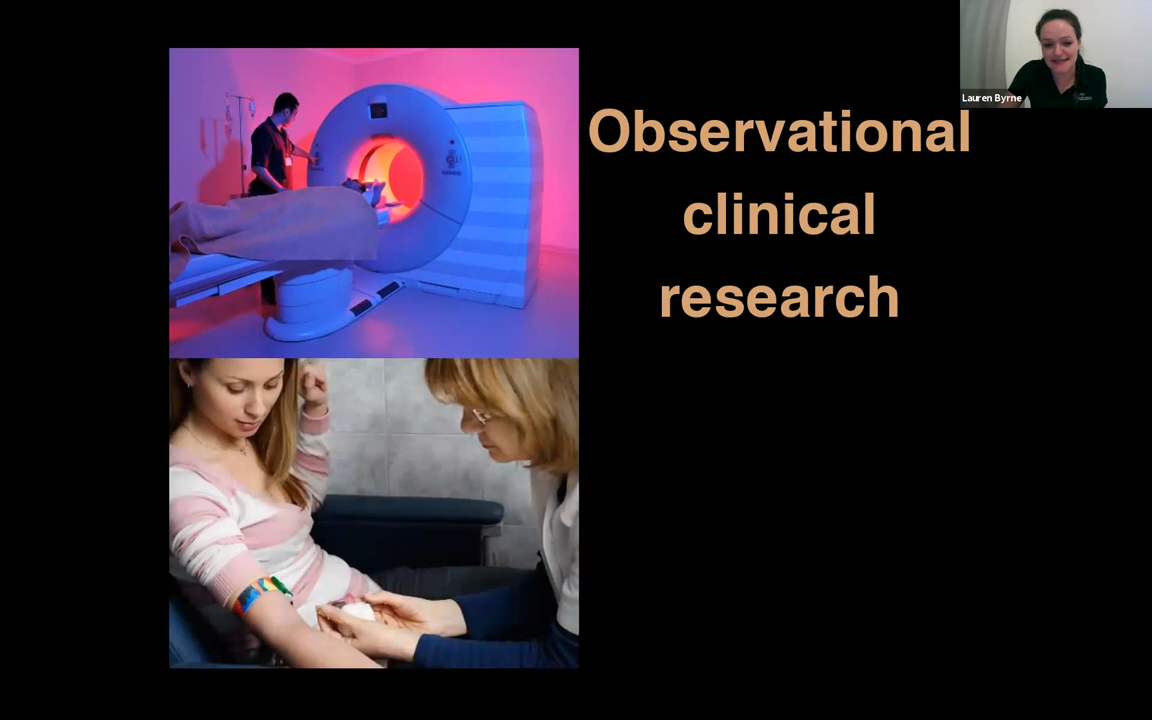 Lauren Byrne
Observational
clinical
research